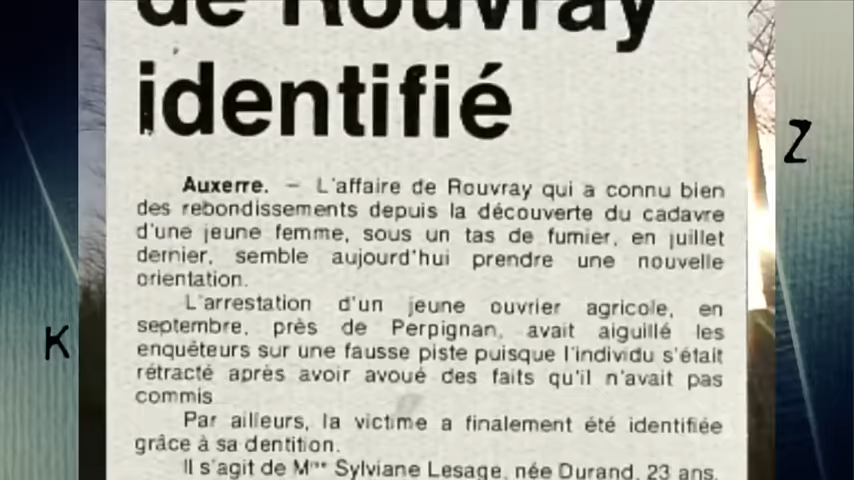 de Rouvray
identifié
Auxerre. — L'affaire de Rouvray qui a connu bien
des rebondissements depuis la découverte du cadavre
d'une jeune femme, sous un tas de fumier, en juillet
dernier, semble aujourd'hui prendre une nouvelle
orientation.
L'arrestation d'un jeune ouvrier agricole, en
septembre, près de Perpignan, avait aiguillé les
enquêteurs sur une fausse piste puisque l'individu s'était
rétracté après avoir avoué des faits qu'il n'avait pas
commis
Par ailleurs, la victime a finalement été identifiée
grâce à sa dentition.
Il s'agit de Mme Sylviane Lesage, née Durand, 23 ans,
K
Z